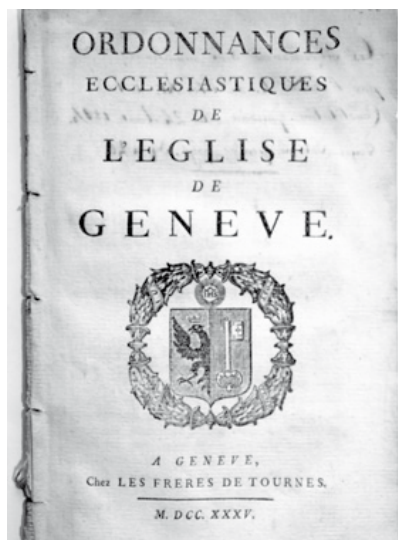 ORDONNANCES
ECCLESIASTIQUES
DE
L'EGLISE
DE
GENEVE.
A GENEVE,
Chez LES FRERES DE TOURNES.
M. DCC. XXXV.